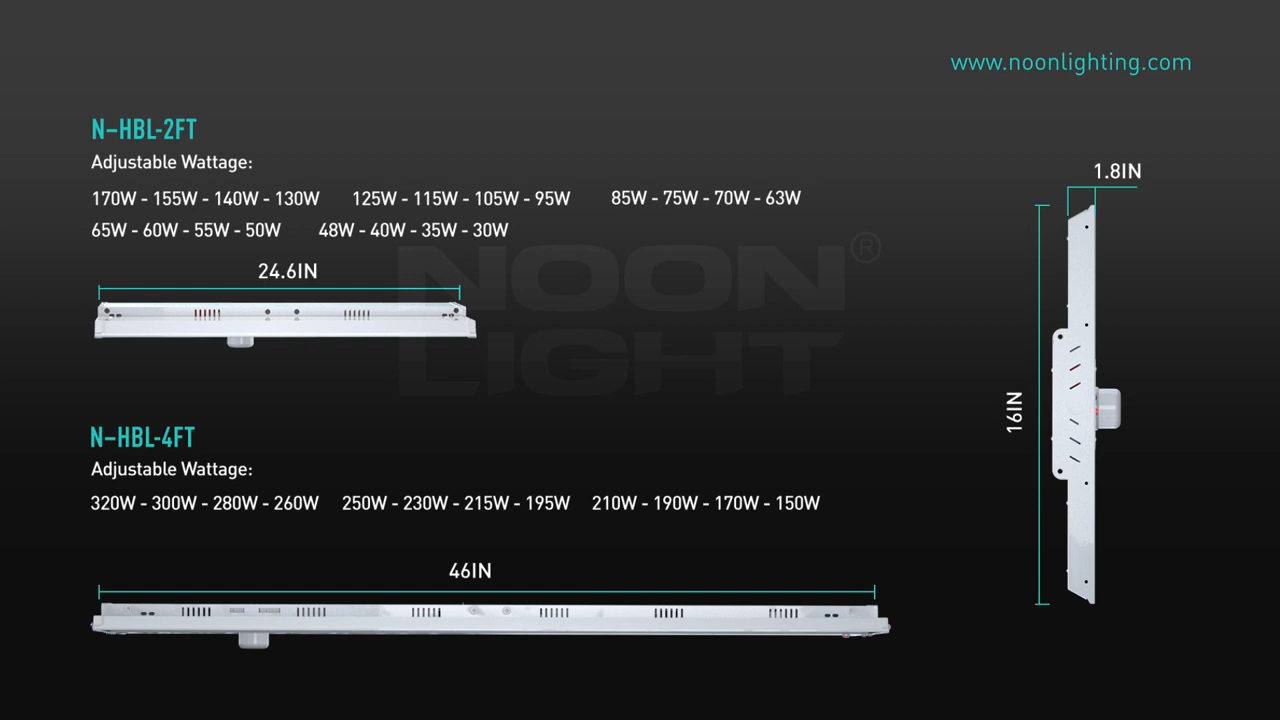 www.noonlighting.com
N-HBL-2FT
Adjustable Wattage:
170W - 155W - 140W - 130W 125W - 115W - 105W - 95W 85W - 75W - 70W - 63W
65W - 60W - 55W - 50W 48W - 40W - 35W - 30W
24.6IN
NOON ®
LIGHT
1.8IN
16IN
N-HBL-4FT
Adjustable Wattage:
320W - 300W - 280W - 260W 250W - 230W - 215W - 195W 210W - 190W - 170W - 150W
46IN